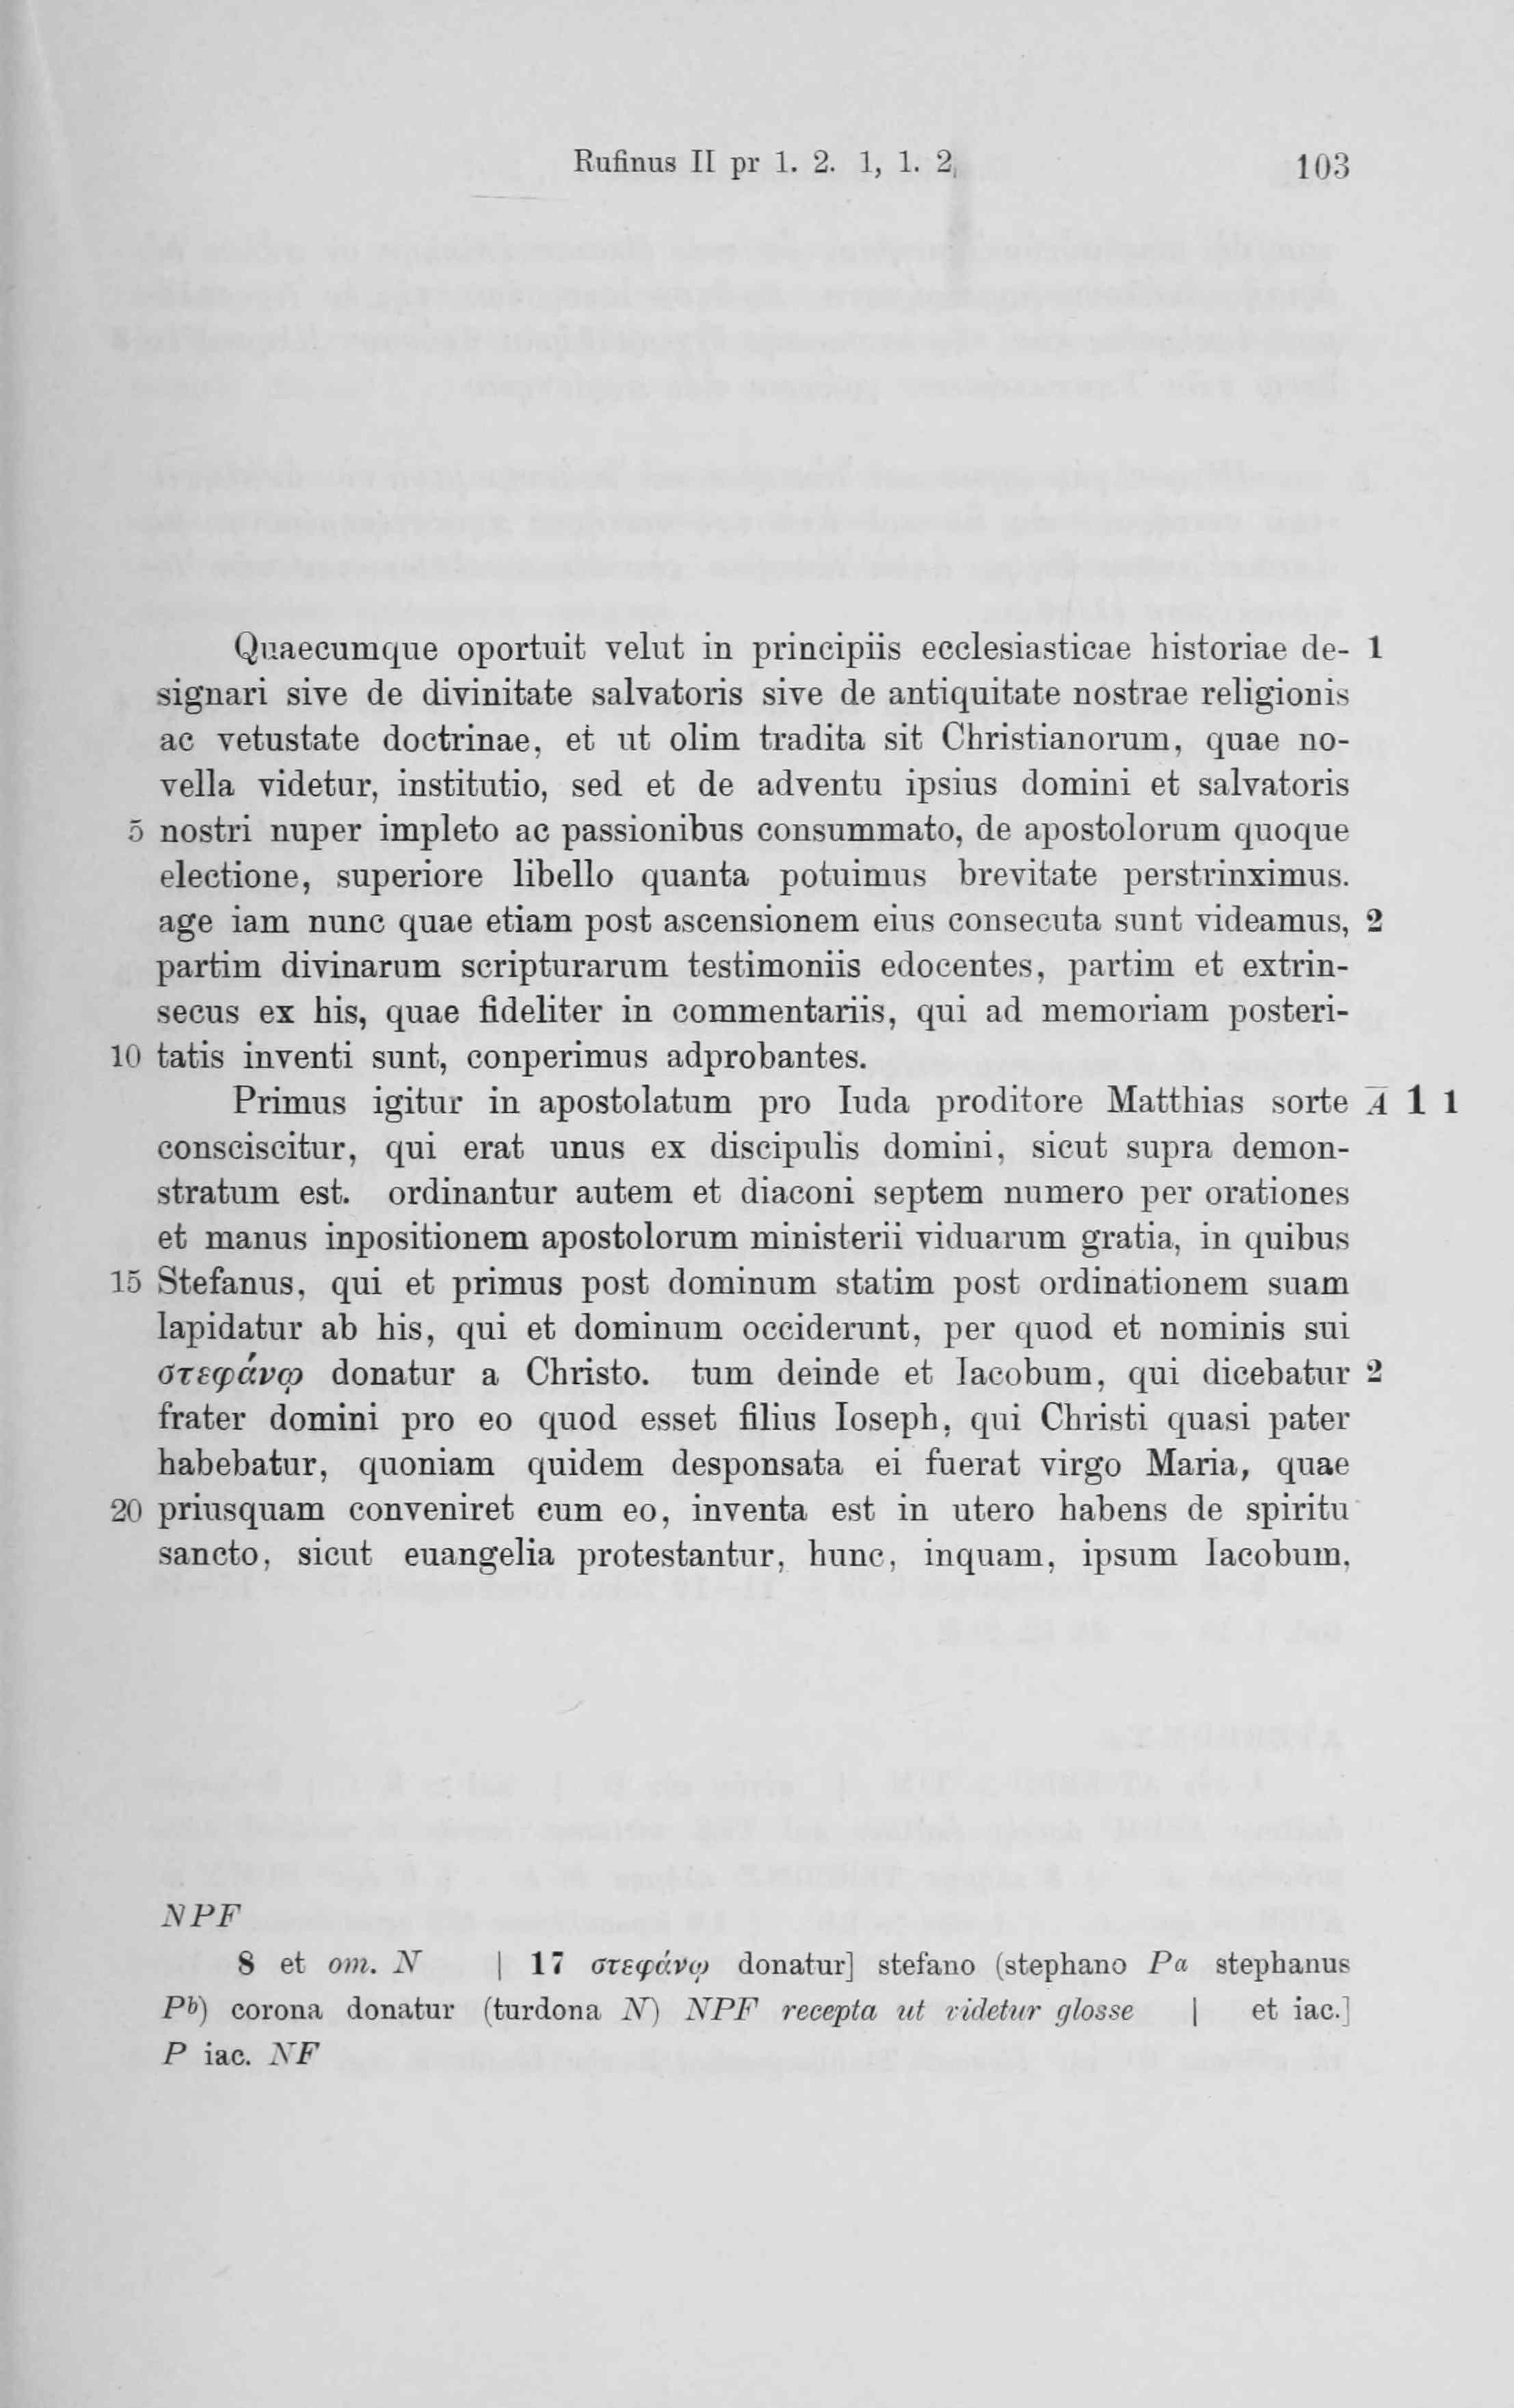 Rufinus II pr 1. 2. 1, 1. 2 103
Quaecumque oportuit velut in principiis ecclesiasticae historiae de- 1
signari sive de divinitate salvatoris sive de antiquitate nostrae religionis
ac vetustate doctrinae, et ut olim tradita sit Christianorum, quae no-
vella videtur, institutio, sed et de adventu ipsius domini et salvatoris
5 nostri nuper impleto ac passionibus consummato, de apostolorum quoque
electione, superiore libello quanta potuimus brevitate perstrinximus.
age iam nunc quae etiam post ascensionem eius consecuta sunt videamus, 2
partim divinarum scripturarum testimoniis edocentes, partim et extrin-
secus ex his, quae fideliter in commentariis, qui ad memoriam posteri-
10 tatis inventi sunt, conperimus adprobantes.
Primus igitur in apostolatum pro Iuda proditore Matthias sorte A̅ 1 1
consciscitur, qui erat unus ex discipulis domini, sicut supra demon-
stratum est. ordinantur autem et diaconi septem numero per orationes
et manus inpositionem apostolorum ministerii viduarum gratia, in quibus
15 Stefanus, qui et primus post dominum statim post ordinationem suam
lapidatur ab his, qui et dominum occiderunt, per quod et nominis sui
στεφάνῳ donatur a Christo. tum deinde et Iacobum, qui dicebatur 2
frater domini pro eo quod esset filius Ioseph, qui Christi quasi pater
habebatur, quoniam quidem desponsata ei fuerat virgo Maria, quae
20 priusquam conveniret cum eo, inventa est in utero habens de spiritu
sancto, sicut euangelia protestantur, hunc, inquam, ipsum Iacobum,
NPF
8 et om. N | 17 στεφάνῳ donatur] stefano (stephano Pa stephanus
Pb) corona donatur (turdona N) NPF recepta ut videtur glosse | et iac.]
P iac. NF